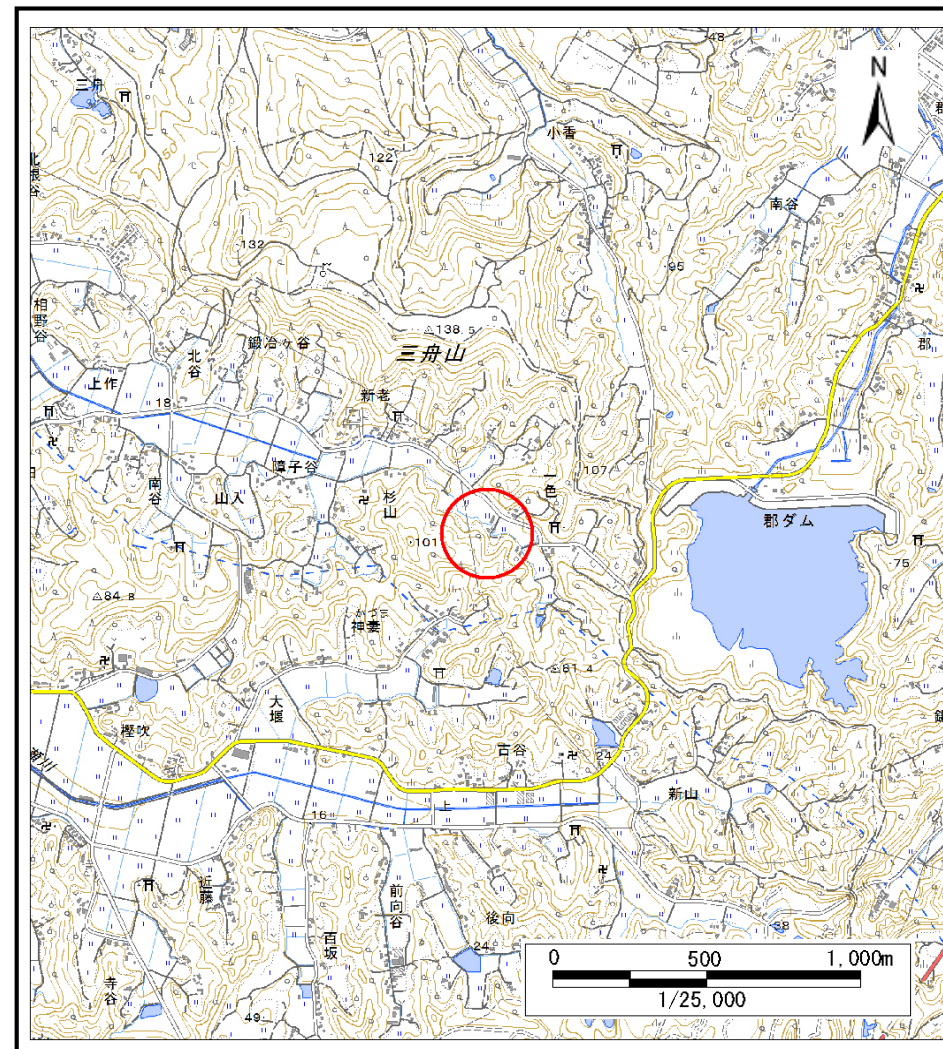 48
N
三舟
小香
122
南谷
132
95
138.5
三舟山
相野谷
北谷
鍛冶ヶ谷
上作
18
新老
郡
障子谷
107
一色
南谷
山入
杉山
郡ダム
101
75
84.8
かづま
神妻
81.4
大堰
樫吹
古谷
24
新山
上
16
近藤
前向谷
後向
百坂
24
38
寺谷
49
0 500 1,000m
1/25,000